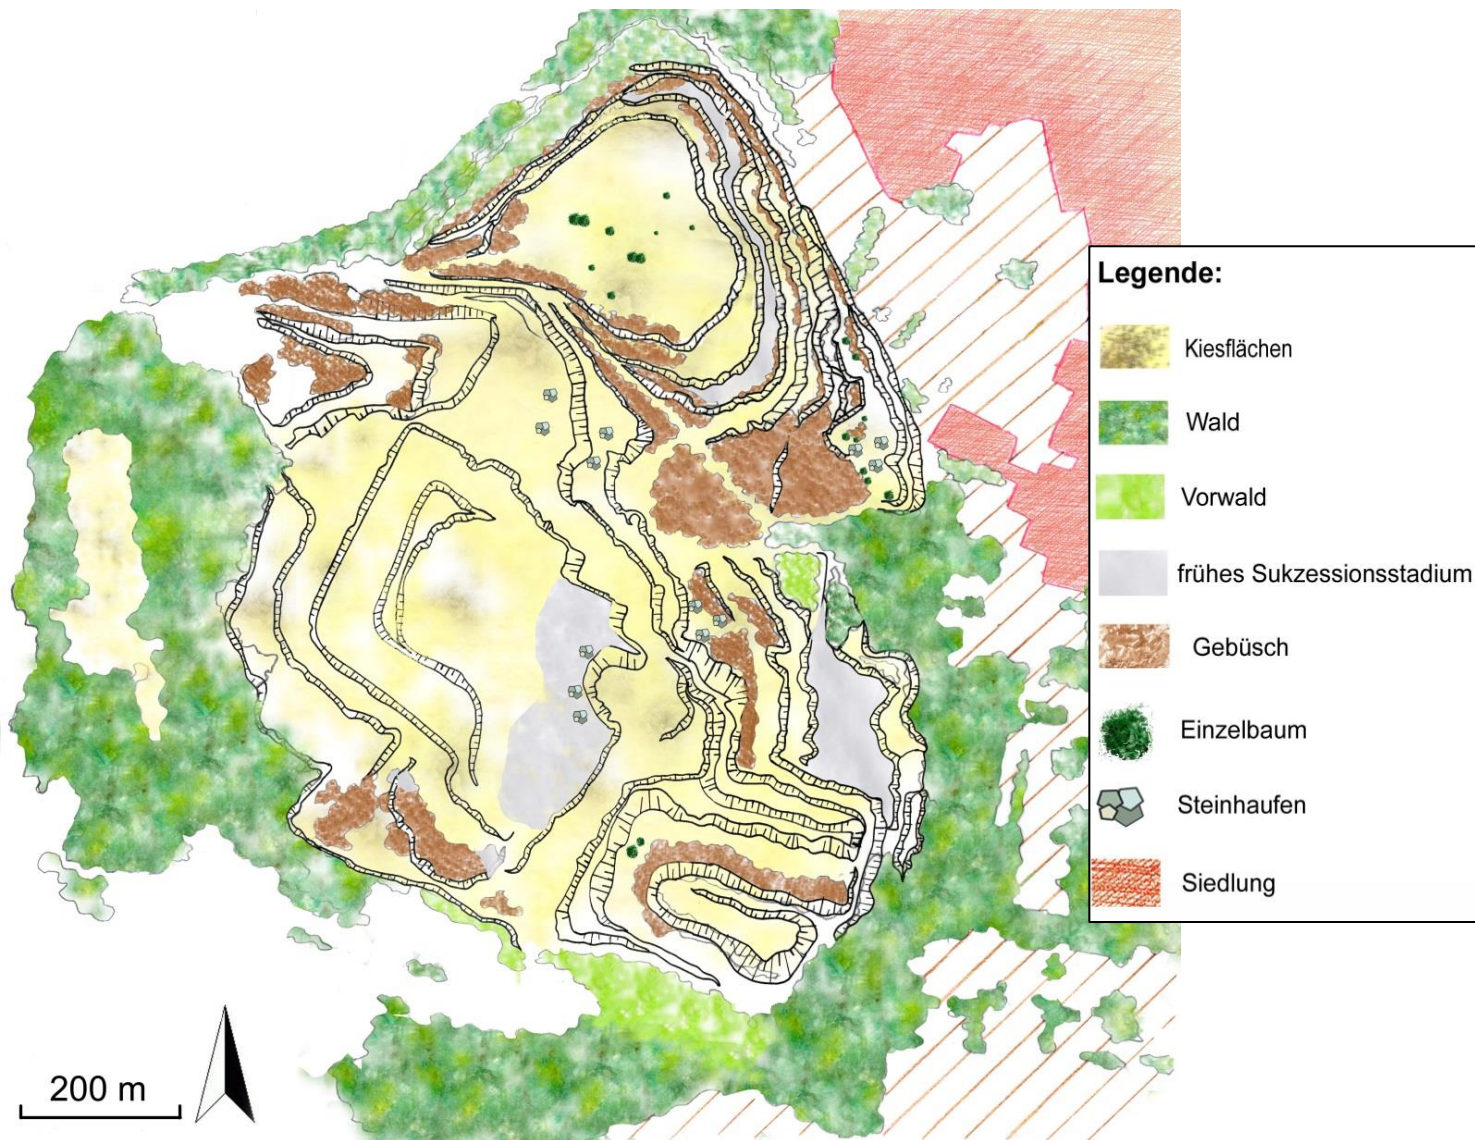 Legende:
Kiesflächen
Wald
Vorwald
frühes Sukzessionsstadium
Gebüsch
Einzelbaum
Steinhaufen
Siedlung
200 m